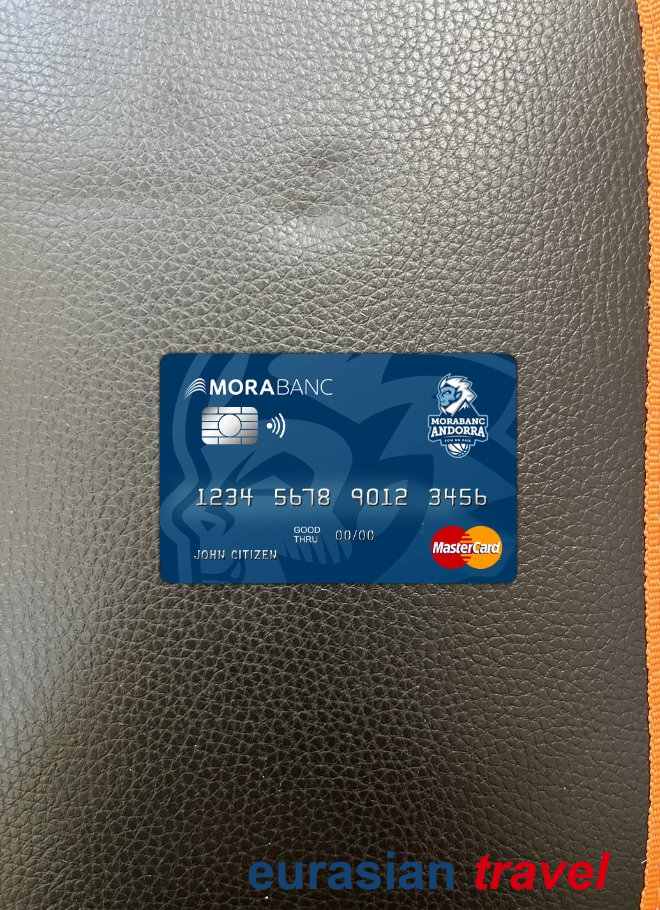 MORABANC
MORABANC
ANDORRA
1234 5678 9012 3456
GOOD
THRU
00/00
JOHN CITIZEN
MasterCard
eurasian travel